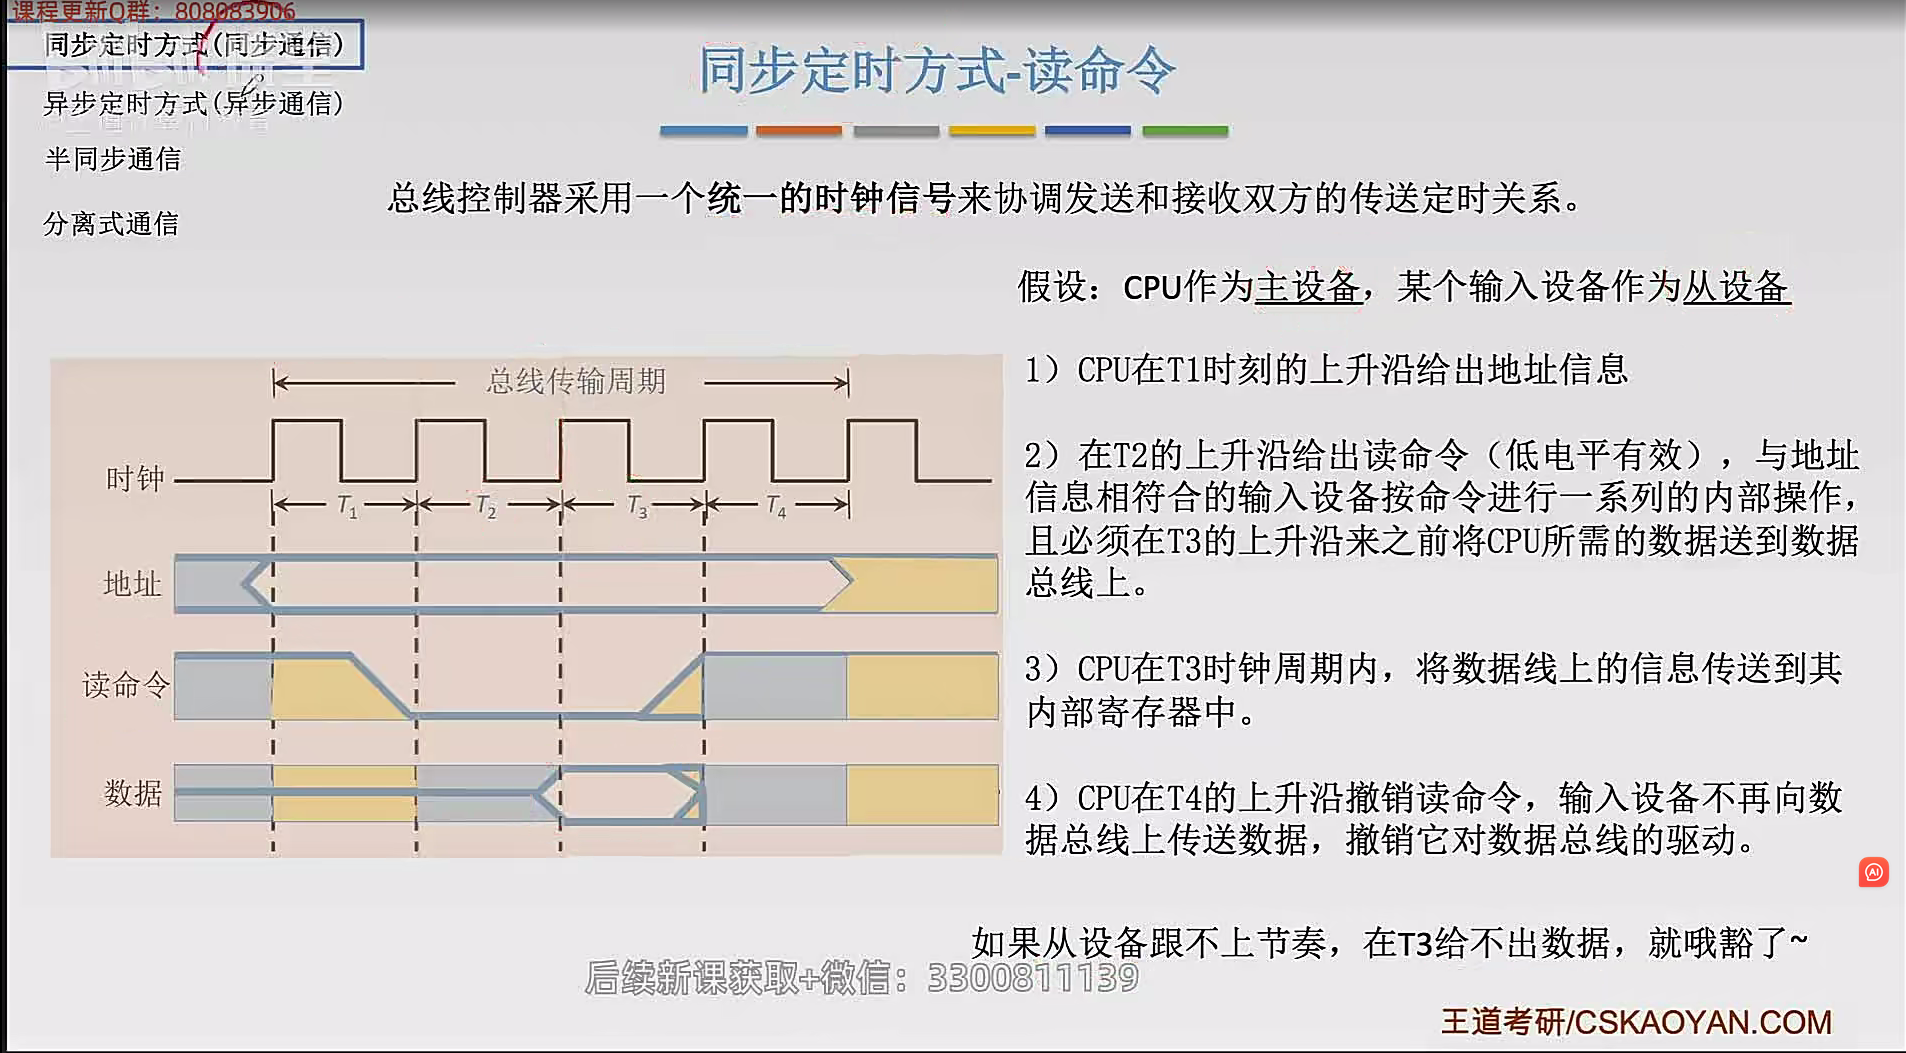 课程更新Q群：808083906
同步定时方式(同步通信)
异步定时方式(异步通信)
半同步通信
分离式通信
同步定时方式-读命令
总线控制器采用一个统一的时钟信号来协调发送和接收双方的传送定时关系。
假设：CPU作为主设备，某个输入设备作为从设备
总线传输周期
时钟
T1 T2 T3 T4
地址
读命令
数据
1）CPU在T1时刻的上升沿给出地址信息
2）在T2的上升沿给出读命令（低电平有效），与地址
信息相符合的输入设备按命令进行一系列的内部操作，
且必须在T3的上升沿来之前将CPU所需的数据送到数据
总线上。
3）CPU在T3时钟周期内，将数据线上的信息传送到其
内部寄存器中。
4）CPU在T4的上升沿撤销读命令，输入设备不再向数
据总线上传送数据，撤销它对数据总线的驱动。
AI
如果从设备跟不上节奏，在T3给不出数据，就哦豁了~
后续新课获取+微信：3300811139
王道考研/CSKAOYAN.COM